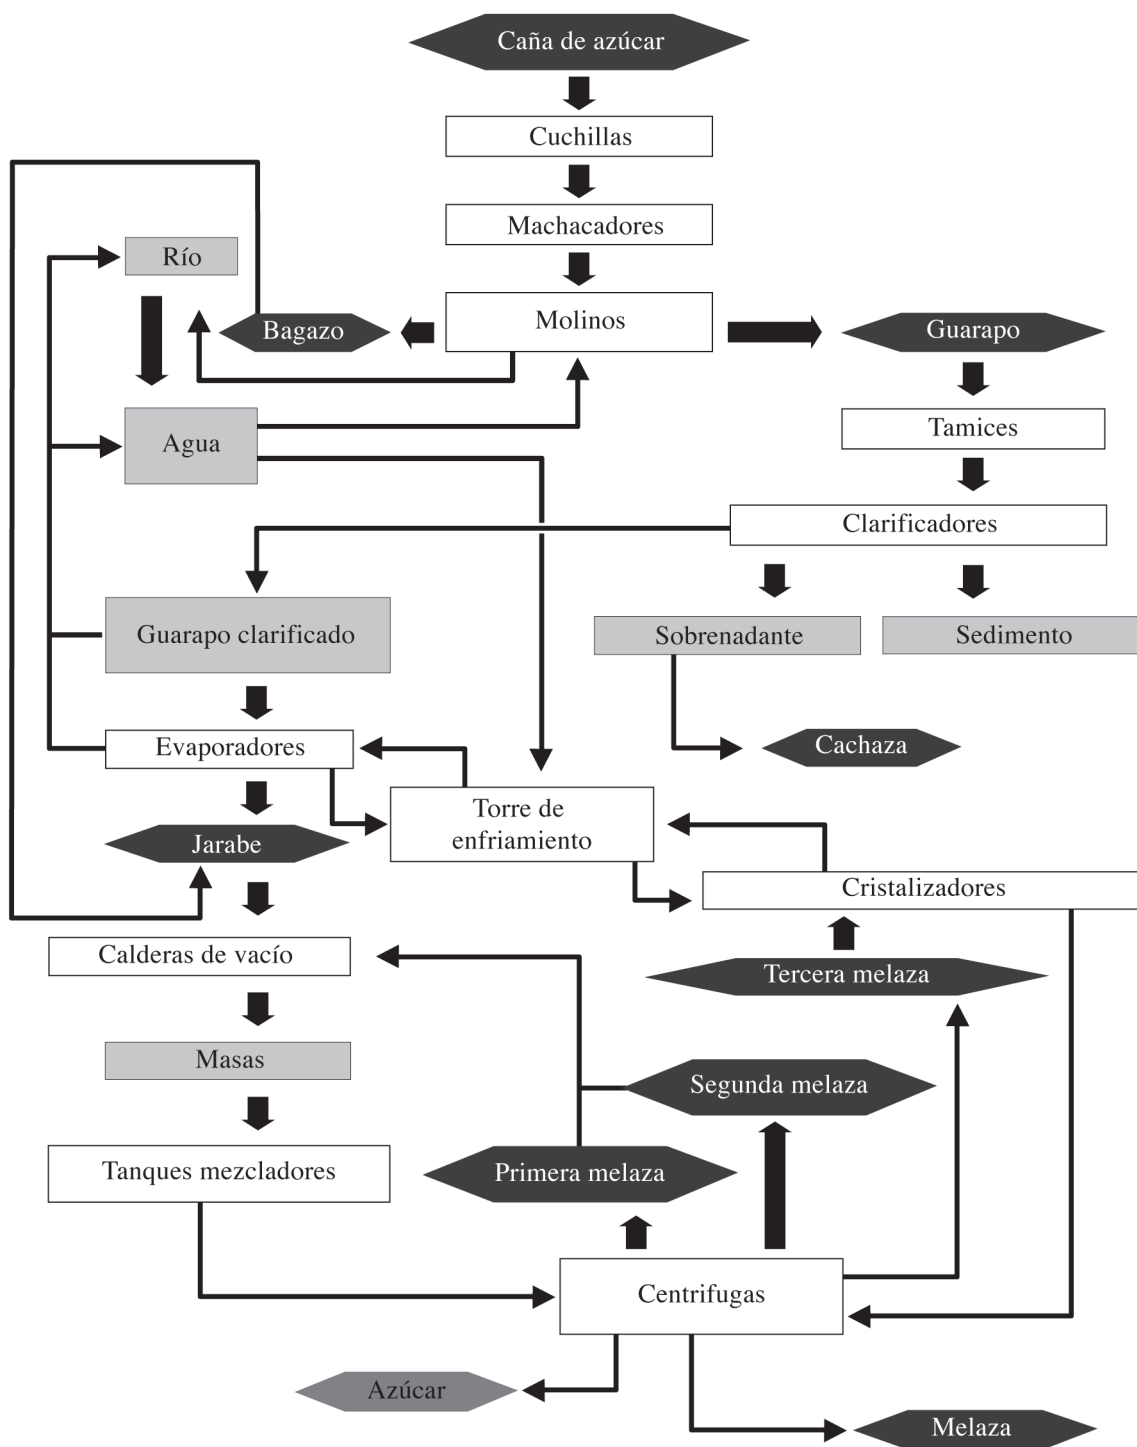 Caña de azúcar
Cuchillas
Machacadores
Río
Molinos
Bagazo
Guarapo
Agua
Tamices
Clarificadores
Guarapo clarificado
Sobrenadante
Sedimento
Evaporadores
Cachaza
Torre de
enfriamiento
Jarabe
Cristalizadores
Calderas de vacío
Tercera melaza
Masas
Segunda melaza
Tanques mezcladores
Primera melaza
Centrifugas
Azúcar
Melaza